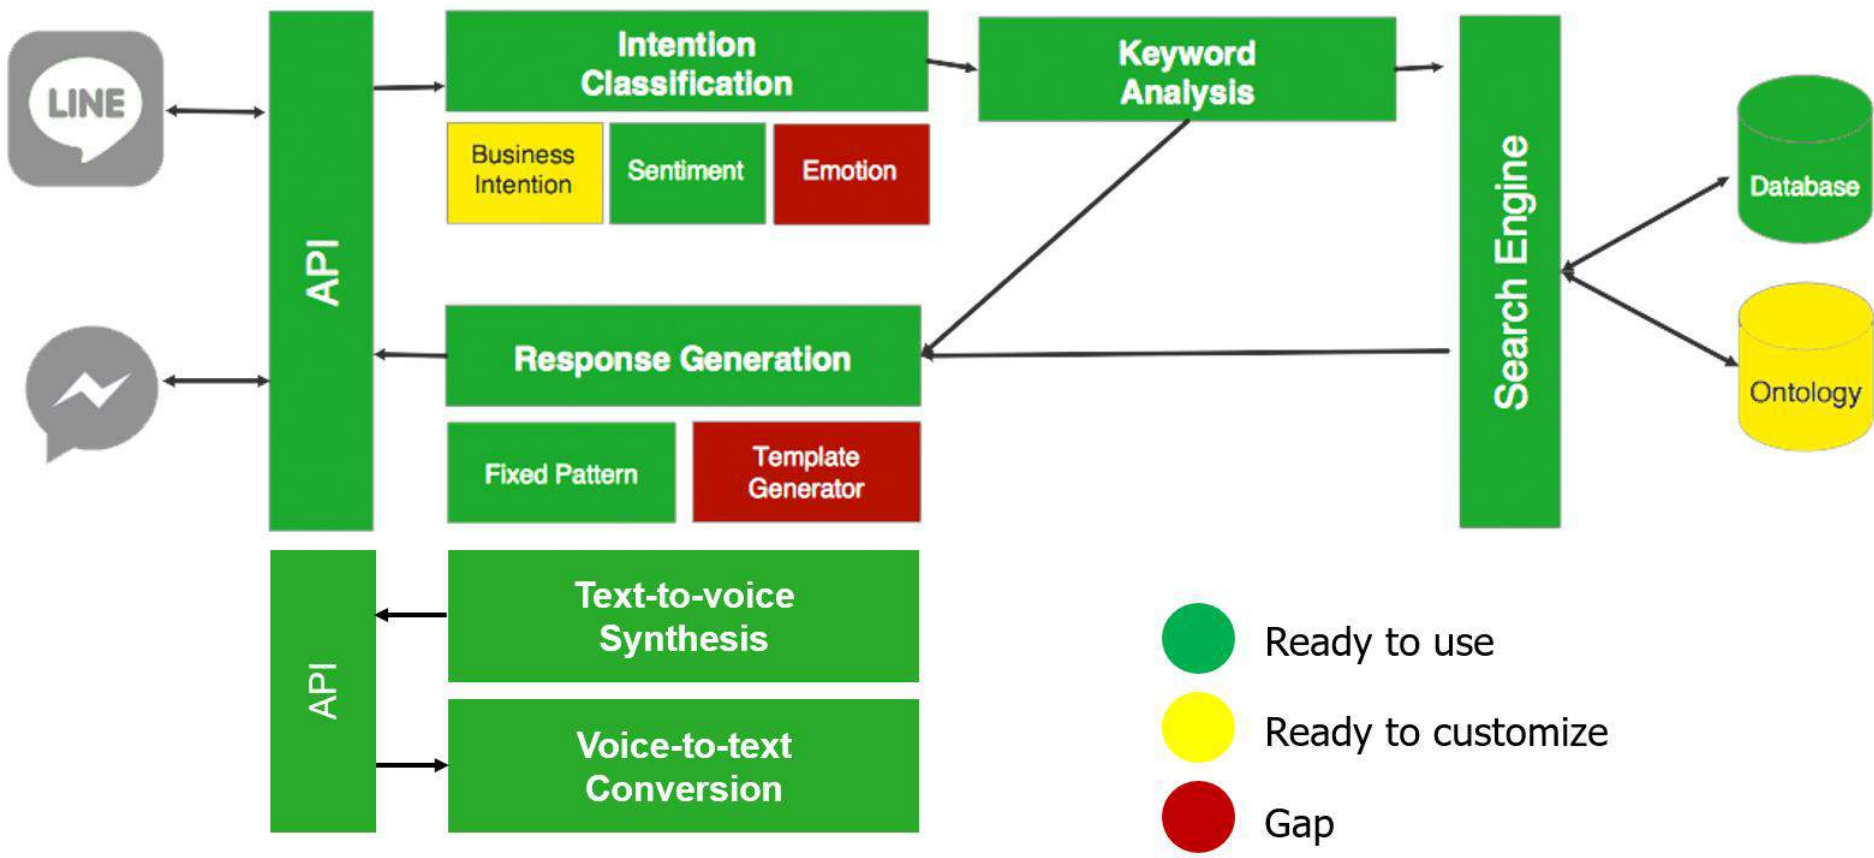 LINE
API
Intention
Classification
Business
Intention
Sentiment
Emotion
Keyword
Analysis
Search Engine
Database
Ontology
Response Generation
Fixed Pattern
Template
Generator
API
Text-to-voice
Synthesis
Voice-to-text
Conversion
Ready to use
Ready to customize
Gap